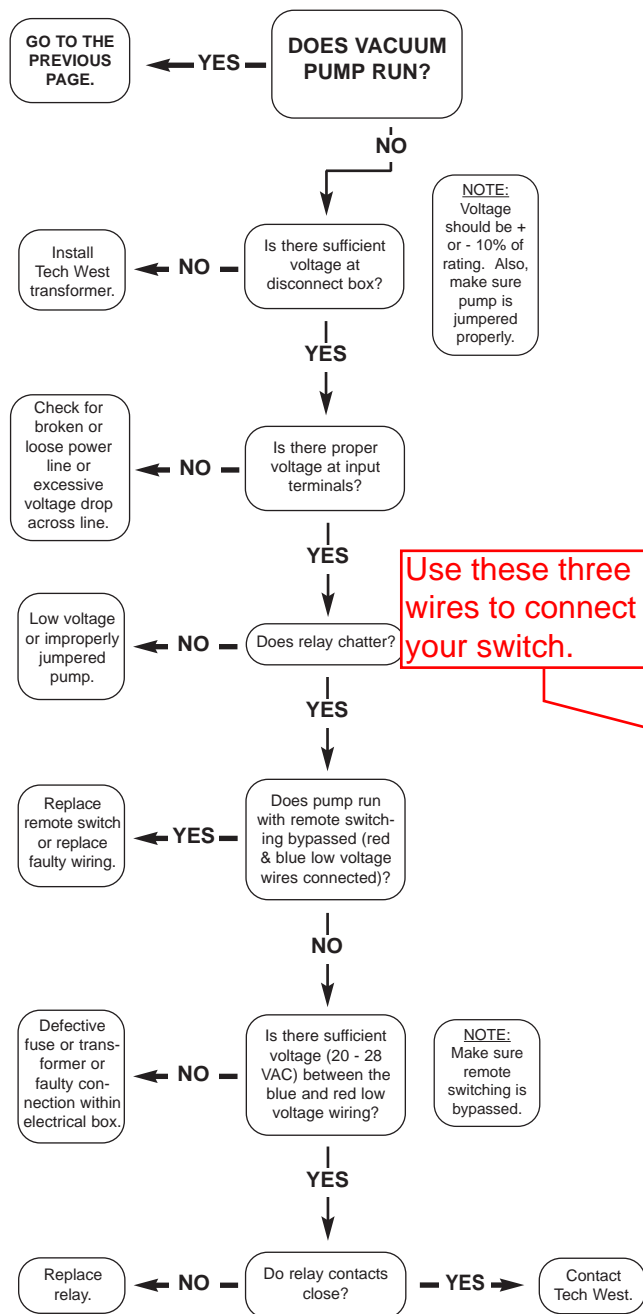 GO TO THE
PREVIOUS
PAGE.
YES
DOES VACUUM
PUMP RUN?
NO
Install
Tech West
transformer.
NO
Is there sufficient
voltage at
disconnect box?
NOTE:
Voltage
should be +
or - 10% of
rating. Also,
make sure
pump is
jumpered
properly.
YES
Check for
broken or
loose power
line or
excessive
voltage drop
across line.
NO
Is there proper
voltage at input
terminals?
YES
Use these three
wires to connect
your switch.
Low voltage
or improperly
jumpered
pump.
NO
Does relay chatter?
YES
Replace
remote switch
or replace
faulty wiring.
YES
Does pump run
with remote switch-
ing bypassed (red
& blue low voltage
wires connected)?
NO
Defective
fuse or trans-
former or
faulty con-
nection within
electrical box.
NO
Is there sufficient
voltage (20 - 28
VAC) between the
blue and red low
voltage wiring?
NOTE:
Make sure
remote
switching is
bypassed.
YES
Replace
relay.
NO
Do relay contacts
close?
YES
Contact
Tech West.